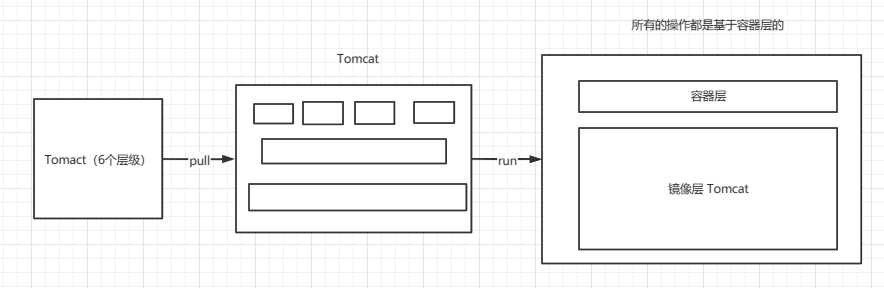 所有的操作都是基于容器层的
Tomcat
Tomact（6个层级）
pull
run
容器层
镜像层 Tomcat